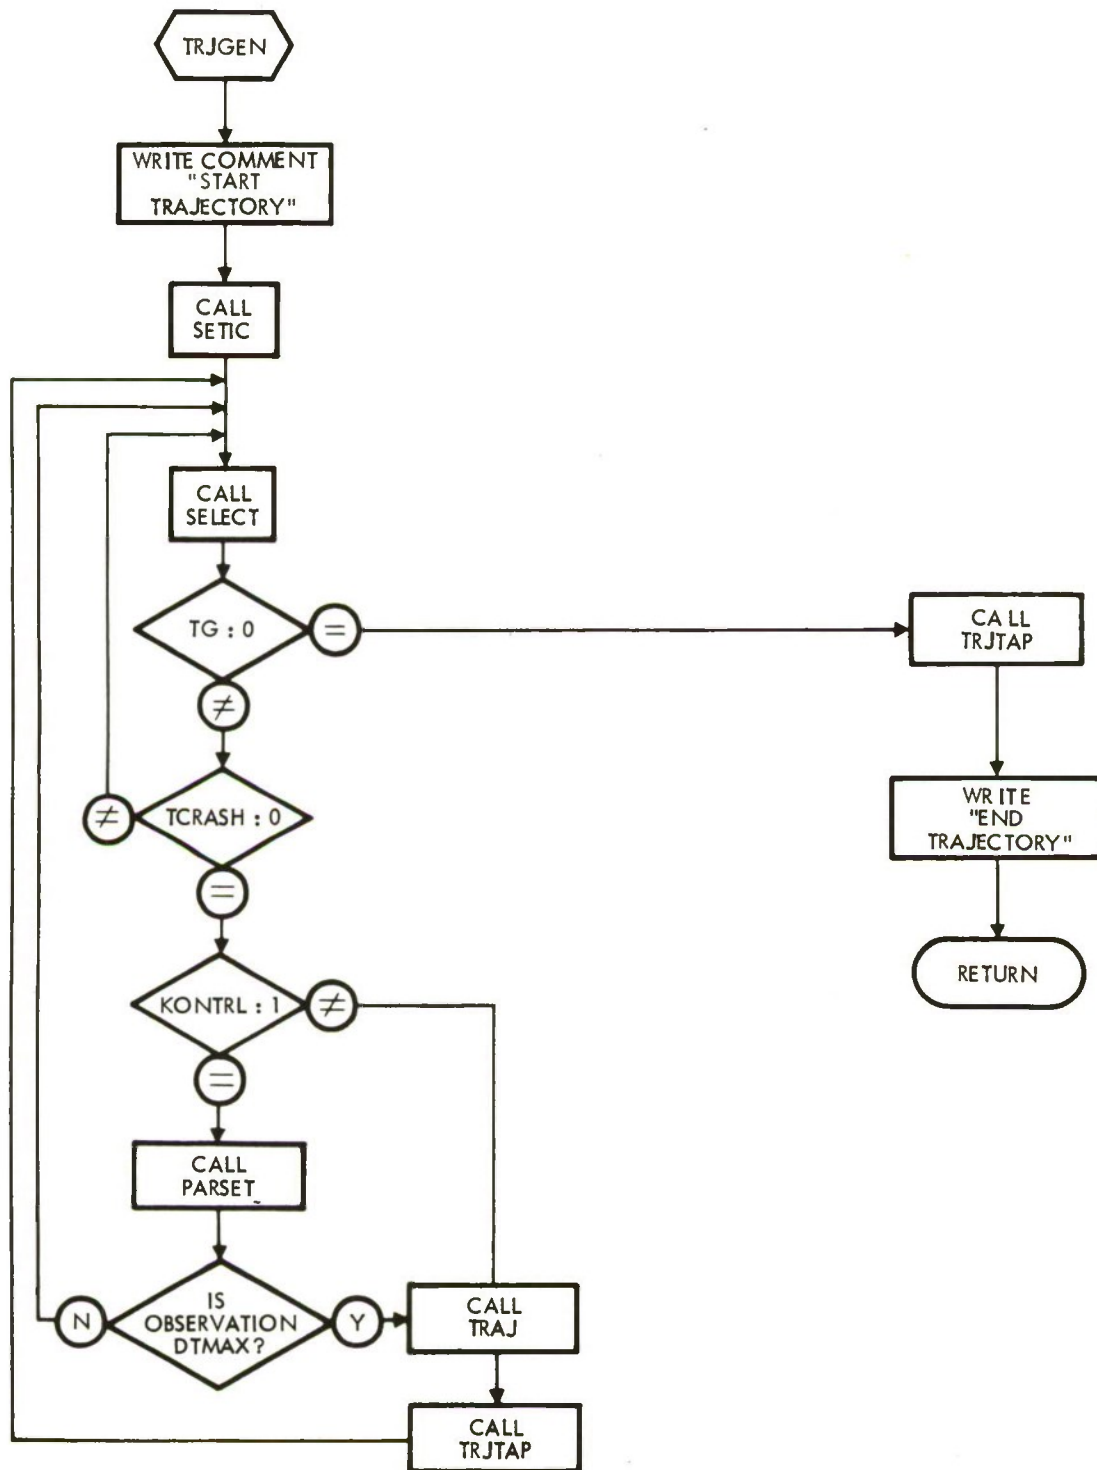 TRJGEN
WRITE COMMENT
"START
TRAJECTORY"
CALL
SETIC
CALL
SELECT
TG : 0
=
CALL
TRJTAP
≠
WRITE
"END
TRAJECTORY"
≠
TCRASH : 0
=
RETURN
KONTRL : 1
≠
=
CALL
PARSET
IS
OBSERVATION
DTMAX?
N
Y
CALL
TRAJ
CALL
TRJTAP